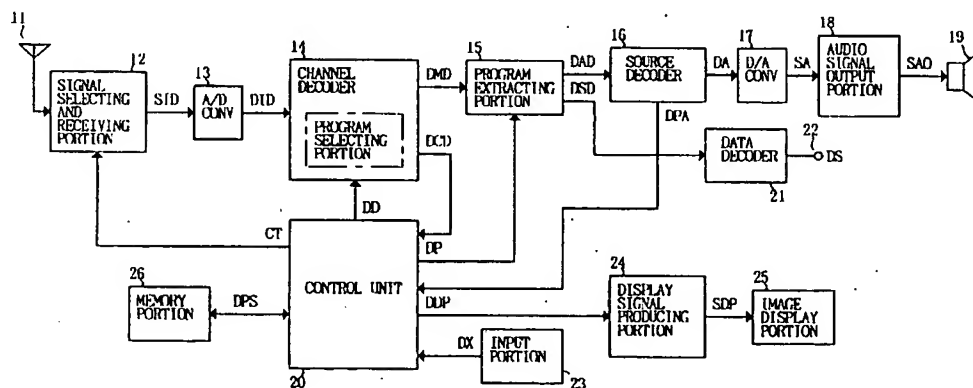 11
12
SIGNAL
SELECTING
AND
RECEIVING
PORTION
SID
13
A/D
CONV
DID
14
CHANNEL
DECODER
PROGRAM
SELECTING
PORTION
DMD
DCD
15
PROGRAM
EXTRACTING
PORTION
DAD
DSD
16
SOURCE
DECODER
DA
DPA
17
D/A
CONV
SA
18
AUDIO
SIGNAL
OUTPUT
PORTION
SAO
19
DATA
DECODER
21
22
DS
CT
DD
DP
DDP
CONTROL UNIT
20
26
MEMORY
PORTION
DPS
DX
INPUT
PORTION
23
24
DISPLAY
SIGNAL
PRODUCING
PORTION
SDP
25
IMAGE
DISPLAY
PORTION